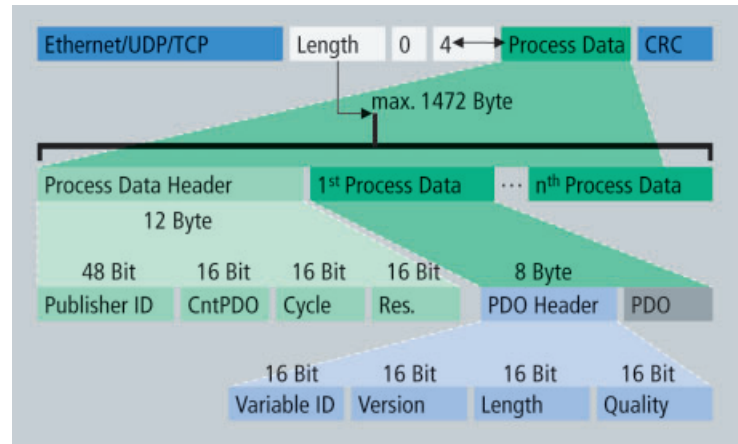 Ethernet/UDP/TCP Length 0 4 Process Data CRC
max. 1472 Byte
Process Data Header 1st Process Data ... nth Process Data
12 Byte
48 Bit 16 Bit 16 Bit 16 Bit 8 Byte
Publisher ID CntPDO Cycle Res. PDO Header PDO
16 Bit 16 Bit 16 Bit 16 Bit
Variable ID Version Length Quality